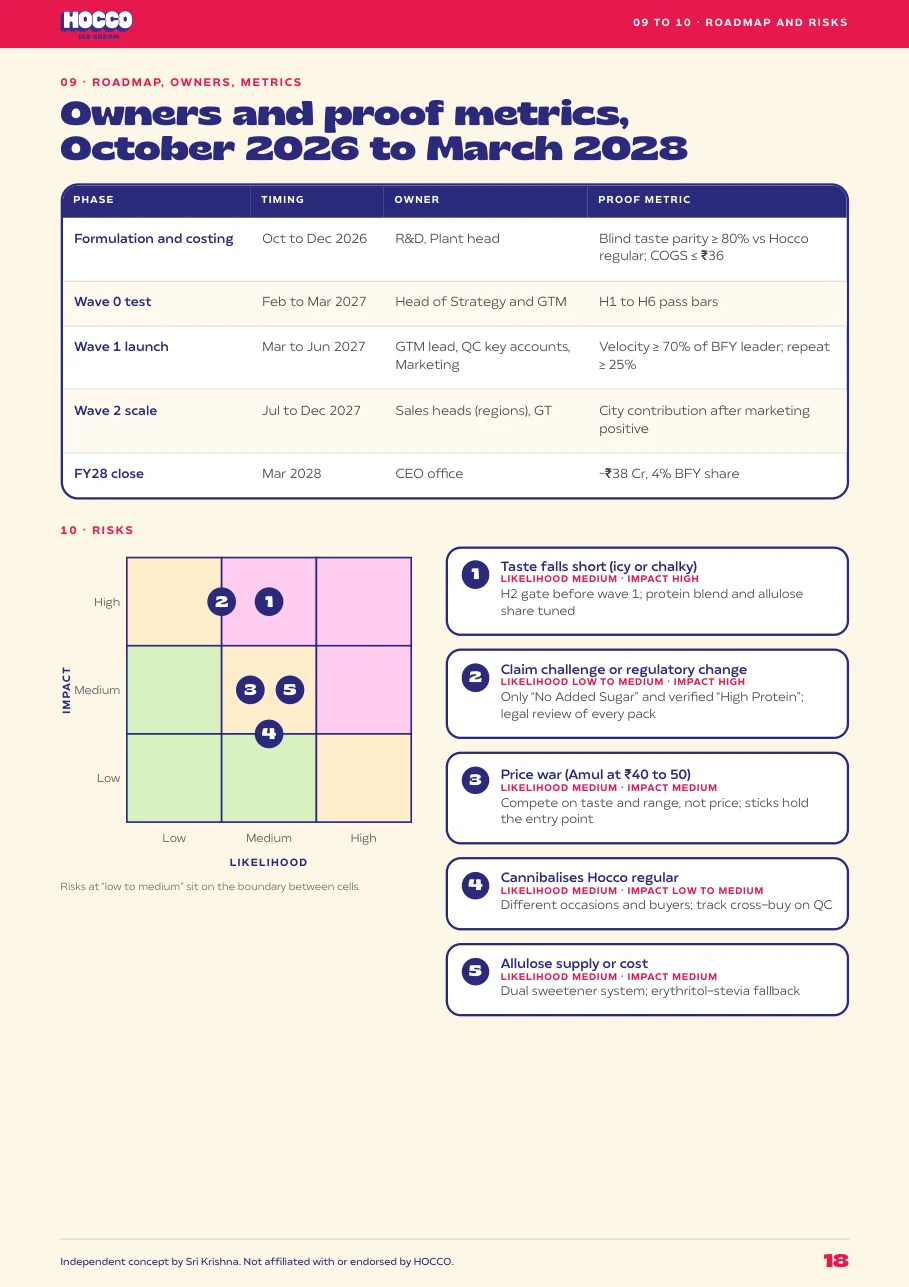 HOCCO
ICE CREAM
09 TO 10 · ROADMAP AND RISKS
09 · ROADMAP, OWNERS, METRICS
Owners and proof metrics,
October 2026 to March 2028
PHASE TIMING OWNER PROOF METRIC
Formulation and costing Oct to Dec 2026 R&D, Plant head Blind taste parity ≥ 80% vs Hocco
regular; COGS ≤ ₹36
Wave 0 test Feb to Mar 2027 Head of Strategy and GTM H1 to H6 pass bars
Wave 1 launch Mar to Jun 2027 GTM lead, QC key accounts, Velocity ≥ 70% of BFY leader; repeat
Marketing ≥ 25%
Wave 2 scale Jul to Dec 2027 Sales heads (regions), GT City contribution after marketing
positive
FY28 close Mar 2028 CEO office ~₹38 Cr, 4% BFY share
10 · RISKS
IMPACT
High
Medium
Low
2 1
3 5
4
Low Medium High
LIKELIHOOD
Risks at “low to medium” sit on the boundary between cells.
1 Taste falls short (icy or chalky)
LIKELIHOOD MEDIUM · IMPACT HIGH
H2 gate before wave 1; protein blend and allulose
share tuned
2 Claim challenge or regulatory change
LIKELIHOOD LOW TO MEDIUM · IMPACT HIGH
Only “No Added Sugar” and verified “High Protein”;
legal review of every pack
3 Price war (Amul at ₹40 to 50)
LIKELIHOOD MEDIUM · IMPACT MEDIUM
Compete on taste and range, not price; sticks hold
the entry point
4 Cannibalises Hocco regular
LIKELIHOOD MEDIUM · IMPACT LOW TO MEDIUM
Different occasions and buyers; track cross-buy on QC
5 Allulose supply or cost
LIKELIHOOD MEDIUM · IMPACT MEDIUM
Dual sweetener system; erythritol-stevia fallback
Independent concept by Sri Krishna. Not affiliated with or endorsed by HOCCO.
18